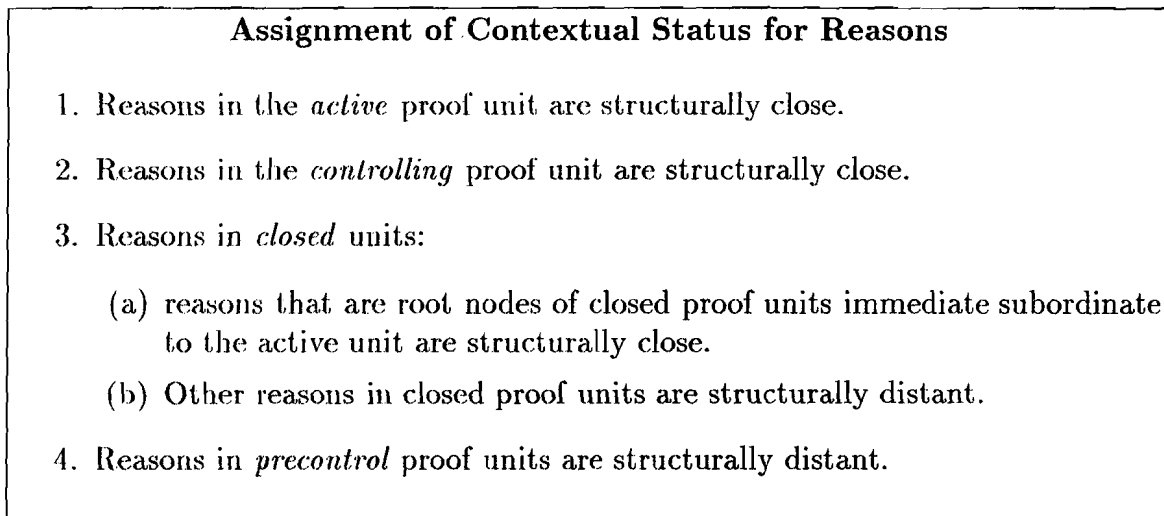 Assignment of Contextual Status for Reasons
1. Reasons in the active proof unit are structurally close.
2. Reasons in the controlling proof unit are structurally close.
3. Reasons in closed units:
(a) reasons that are root nodes of closed proof units immediate subordinate
to the active unit are structurally close.
(b) Other reasons in closed proof units are structurally distant.
4. Reasons in precontrol proof units are structurally distant.